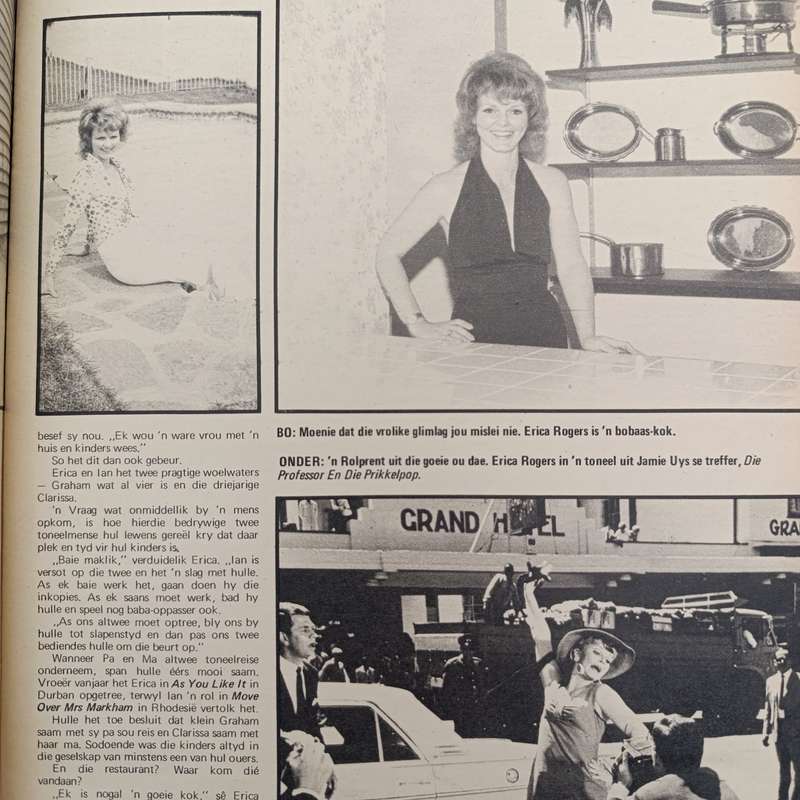 besef sy nou. „Ek wou 'n ware vrou met 'n
huis en kinders wees,"
So het dit dan ook gebeur.
Erica en Ian het twee pragtige woelwaters
— Graham wat al vier is en die driejarige
Clarissa.
'n Vraag wat onmiddellik by 'n mens
opkom, is hoe hierdie bedrywige twee
toneelmense hul lewens gereël kry dat daar
plek en tyd vir hul kinders is.
„Baie maklik," verduidelik Erica. „Ian is
versot op die twee en het 'n slag met hulle.
As ek baie werk het, gaan doen hy die
inkopies. As ek saans moet werk, bad hy
hulle en speel nog baba-oppasser ook.
„As ons altwee moet optree, bly ons by
hulle tot slapenstyd en dan pas ons twee
bediendes hulle om die beurt op."
Wanneer Pa en Ma altwee toneelreise
onderneem, span hulle éérs mooi saam.
Vroeër vanjaar het Erica in As You Like It in
Durban opgetree, terwyl Ian 'n rol in Move
Over Mrs Markham in Rhodesië vertolk het.
Hulle het toe besluit dat klein Graham
saam met sy pa sou reis en Clarissa saam met
haar ma. Sodoende was die kinders altyd in
die geselskap van minstens een van hul ouers.
En die restaurant? Waar kom dié
vandaan?
„Ek is nogal 'n goeie kok," sê Erica
BO: Moenie dat die vrolike glimlag jou mislei nie. Erica Rogers is 'n bobaas-kok.
ONDER: 'n Rolprent uit die goeie ou dae. Erica Rogers in 'n toneel uit Jamie Uys se treffer, Die
Professor En Die Prikkelpop.
GRAND HOTEL
GRA